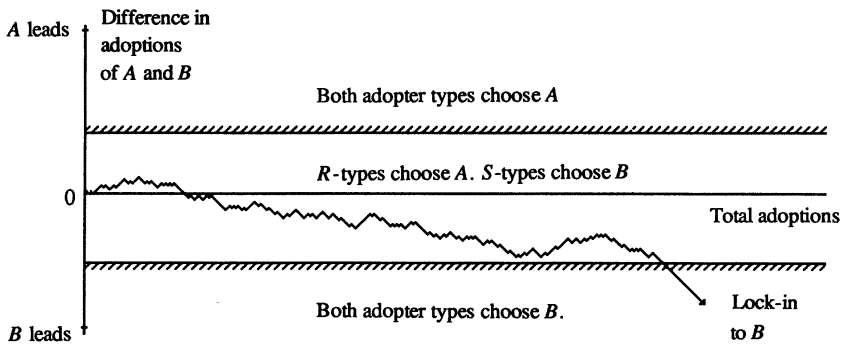 A leads
Difference in
adoptions
of A and B
Both adopter types choose A
R-types choose A. S-types choose B
0
Total adoptions
Both adopter types choose B.
Lock-in
to B
B leads